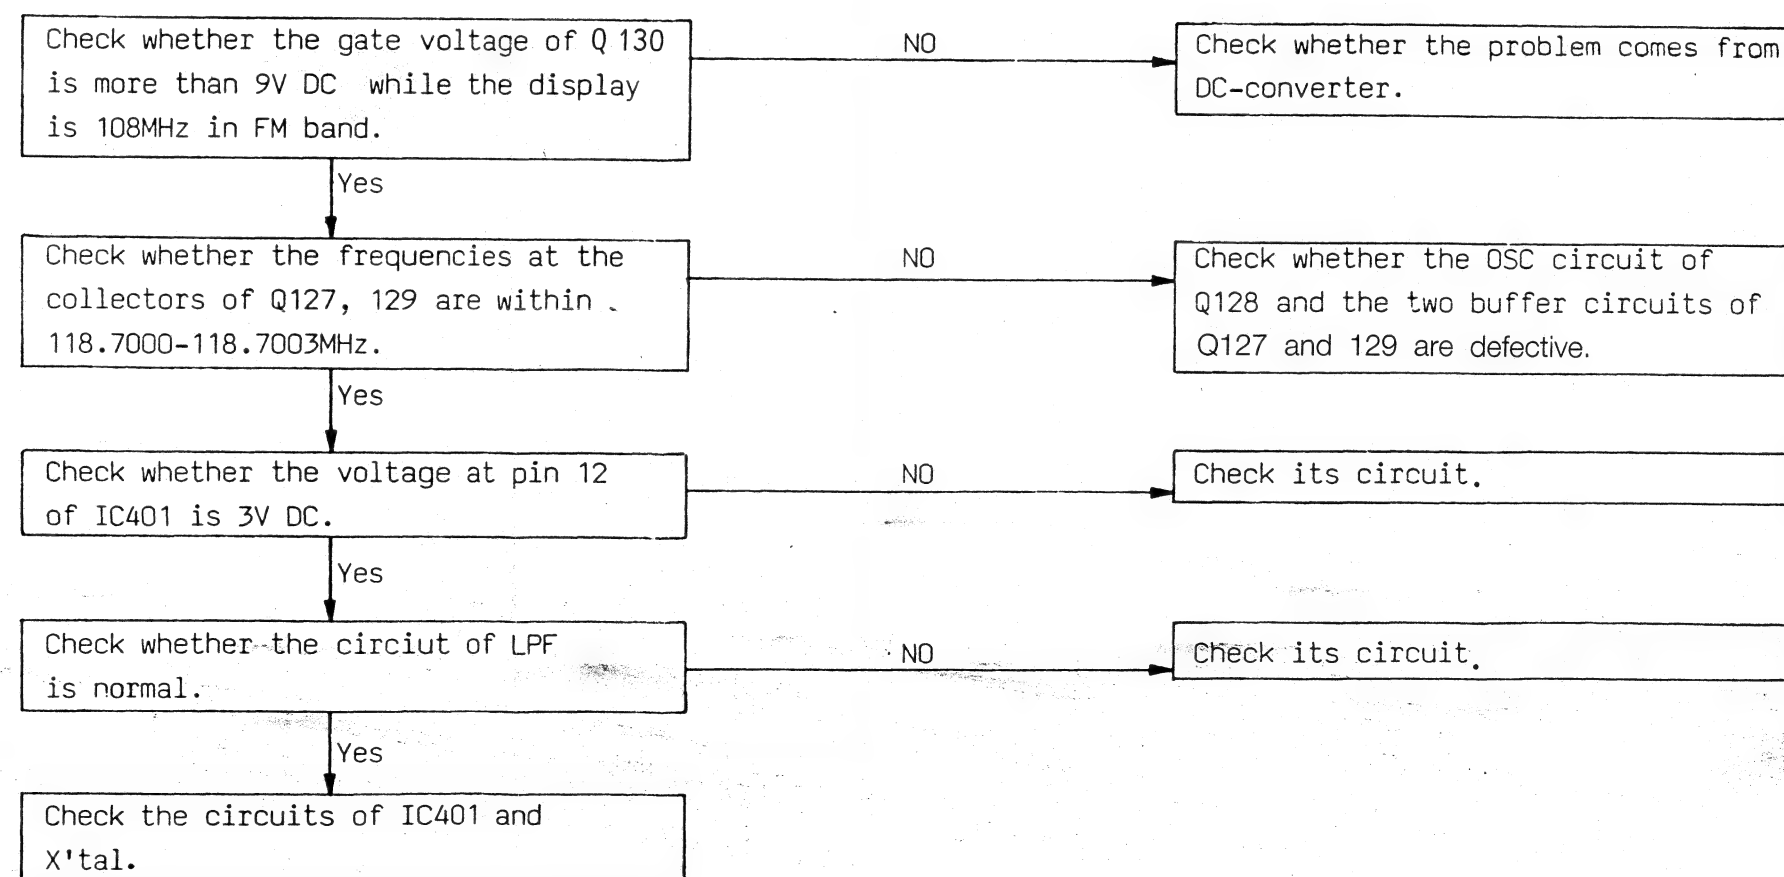 Check whether the gate voltage of Q 130
is more than 9V DC while the display
is 108MHz in FM band.
NO
Check whether the problem comes from
DC-converter.
Yes
Check whether the frequencies at the
collectors of Q127, 129 are within
118.7000-118.7003MHz.
NO
Check whether the OSC circuit of
Q128 and the two buffer circuits of
Q127 and 129 are defective.
Yes
Check whether the voltage at pin 12
of IC401 is 3V DC.
NO
Check its circuit.
Yes
Check whether the circiut of LPF
is normal.
NO
Check its circuit.
Yes
Check the circuits of IC401 and
X'tal.